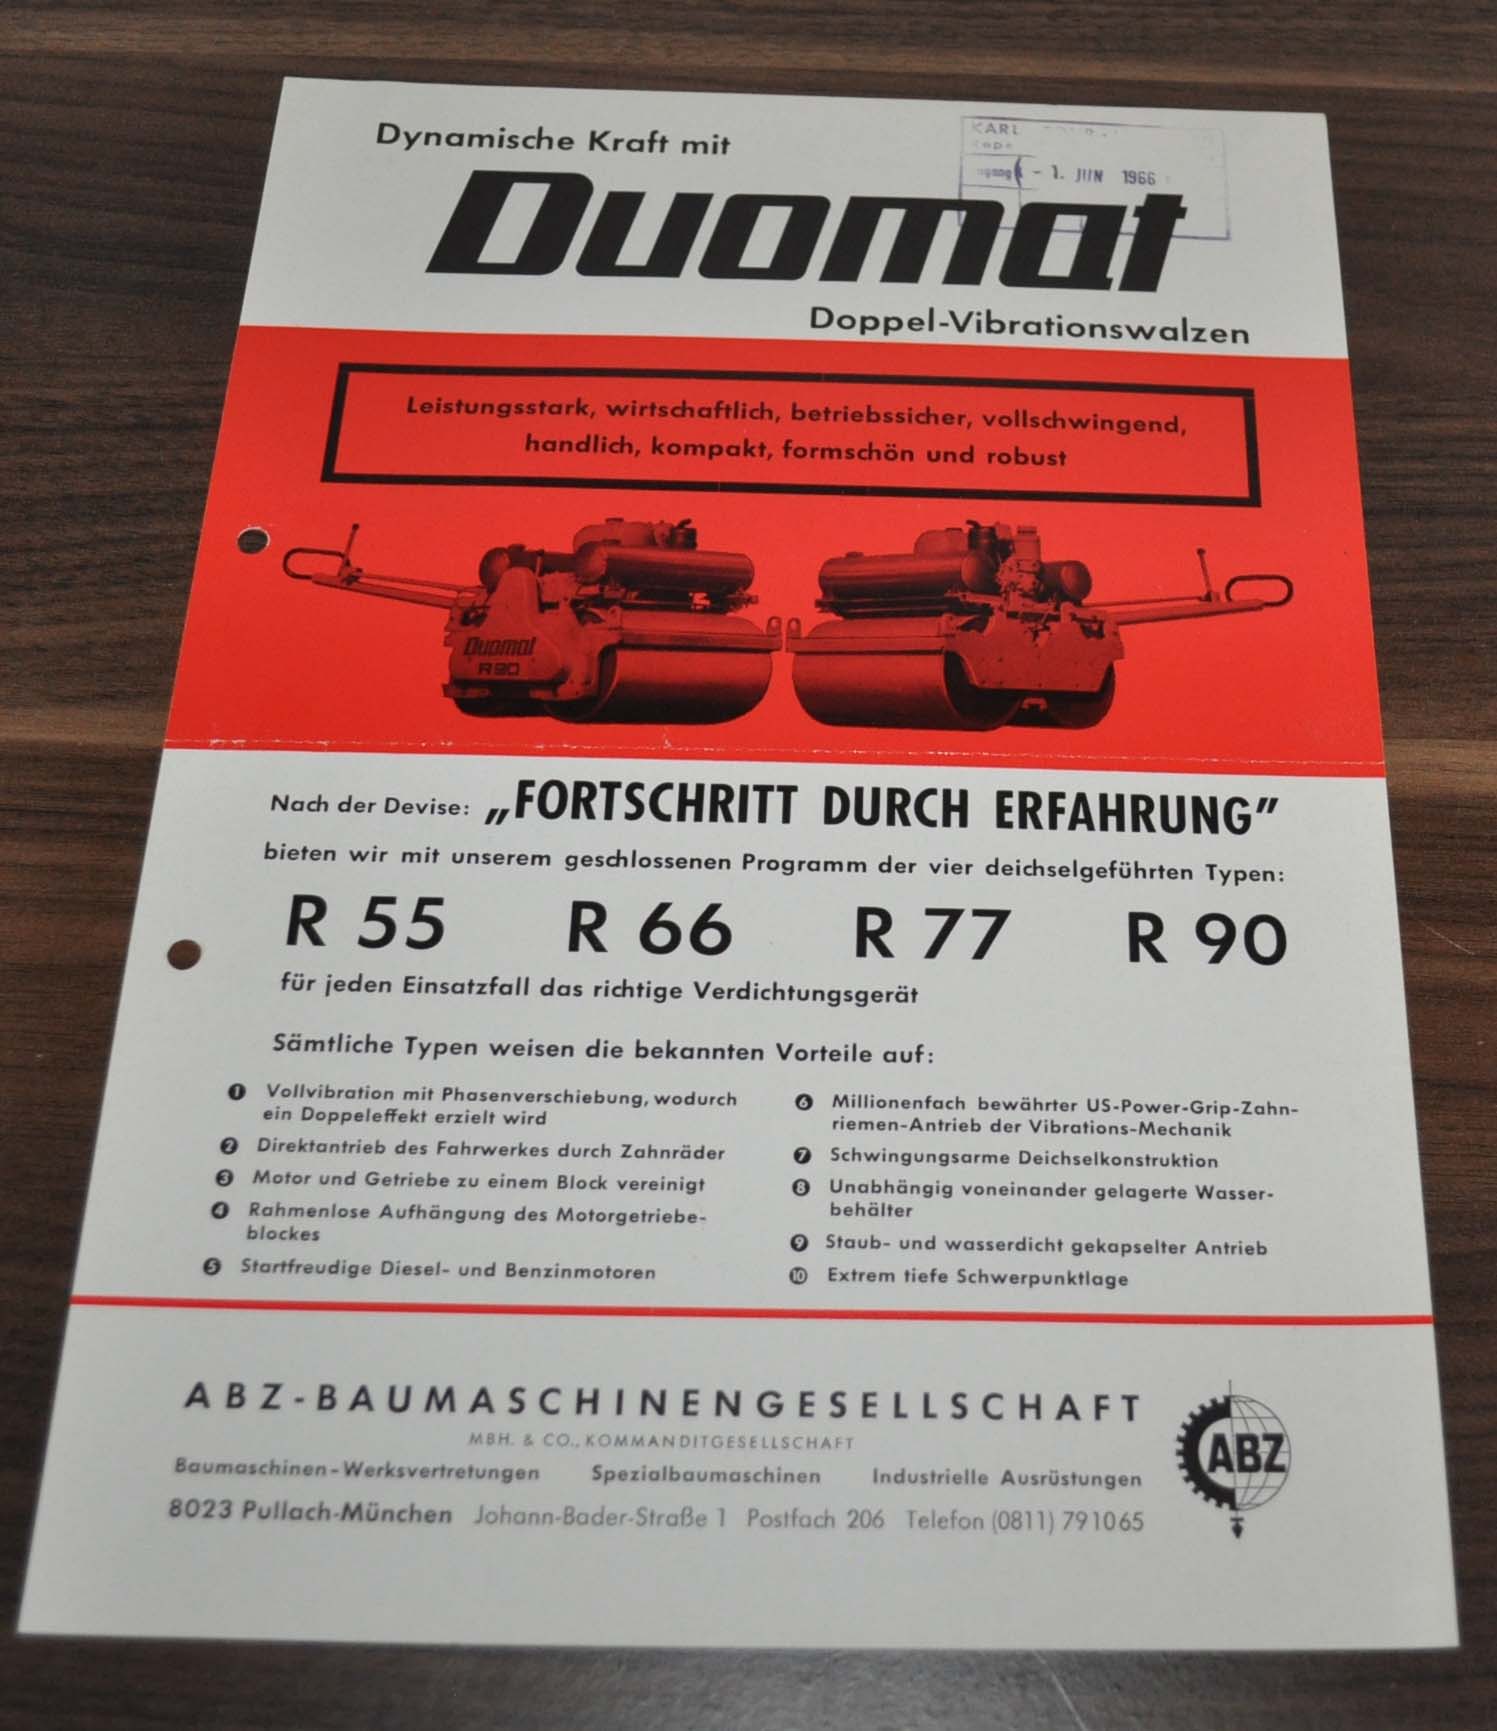 Dynamische Kraft mit
KARL
- 1. JUN 1966
Duomat
Doppel-Vibrationswalzen
Leistungsstark, wirtschaftlich, betriebssicher, vollschwingend,
handlich, kompakt, formschön und robust
Duomat
R 90
Nach der Devise: „FORTSCHRITT DURCH ERFAHRUNG"
bieten wir mit unserem geschlossenen Programm der vier deichselgeführten Typen:
R 55 R 66 R 77 R 90
für jeden Einsatzfall das richtige Verdichtungsgerät
Sämtliche Typen weisen die bekannten Vorteile auf:
1 Vollvibration mit Phasenverschiebung, wodurch
ein Doppeleffekt erzielt wird
2 Direktantrieb des Fahrwerkes durch Zahnräder
3 Motor und Getriebe zu einem Block vereinigt
4 Rahmenlose Aufhängung des Motorgetriebe-
blockes
5 Startfreudige Diesel- und Benzinmotoren
6 Millionenfach bewährter US-Power-Grip-Zahn-
riemen-Antrieb der Vibrations-Mechanik
7 Schwingungsarme Deichselkonstruktion
8 Unabhängig voneinander gelagerte Wasser-
behälter
9 Staub- und wasserdicht gekapselter Antrieb
10 Extrem tiefe Schwerpunktlage
ABZ-BAUMASCHINENGESELLSCHAFT
MBH. & CO., KOMMANDITGESELLSCHAFT
Baumaschinen-Werksvertretungen Spezialbaumaschinen Industrielle Ausrüstungen
8023 Pullach-München Johann-Bader-Straße 1 Postfach 206 Telefon (0811) 791065
ABZ